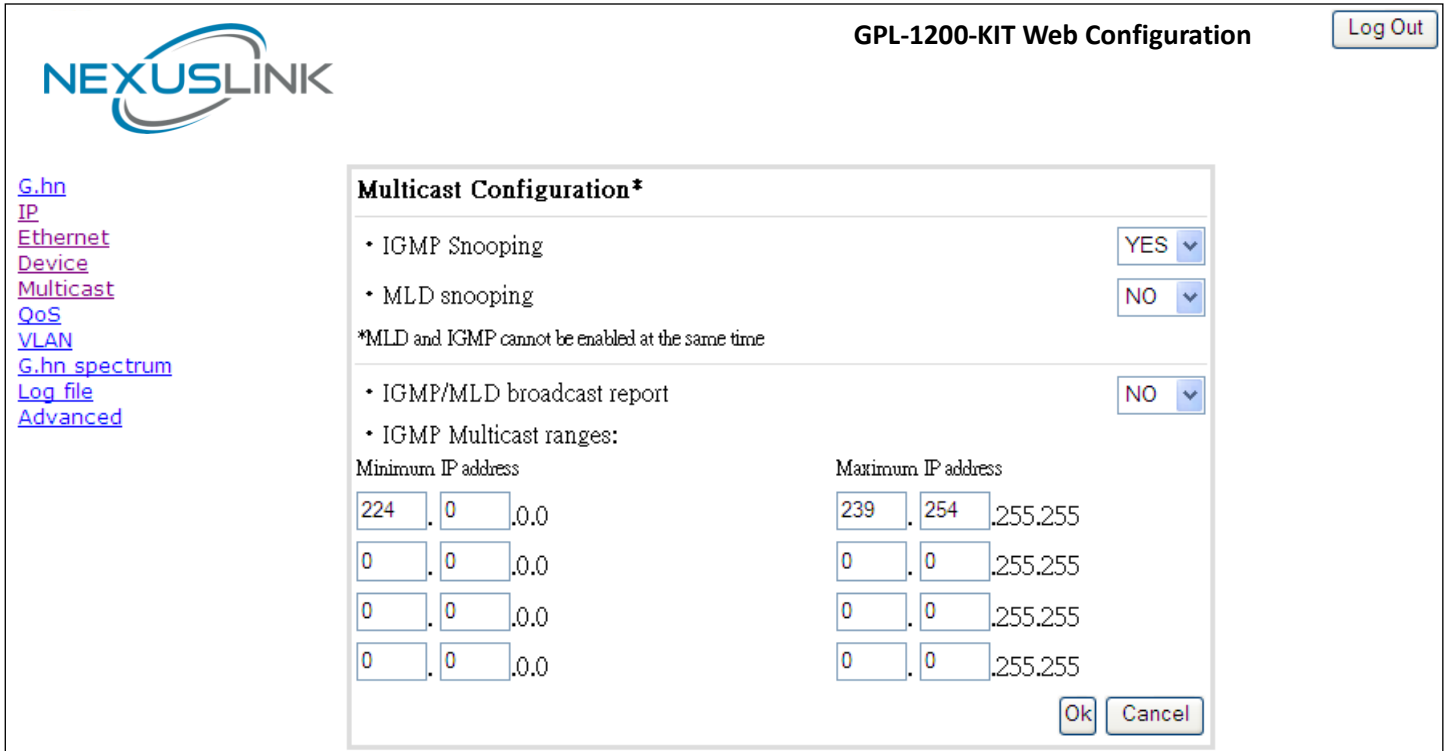 GPL-1200-KIT Web Configuration
Log Out
NEXUSLINK
G.hn
IP
Ethernet
Device
Multicast
QoS
VLAN
G.hn spectrum
Log file
Advanced
Multicast Configuration*
• IGMP Snooping YES
• MLD snooping NO
*MLD and IGMP cannot be enabled at the same time
• IGMP/MLD broadcast report NO
• IGMP Multicast ranges:
Minimum IP address Maximum IP address
224 . 0 .0.0 239 . 254 .255.255
0 . 0 .0.0 0 . 0 .255.255
0 . 0 .0.0 0 . 0 .255.255
0 . 0 .0.0 0 . 0 .255.255
Ok Cancel